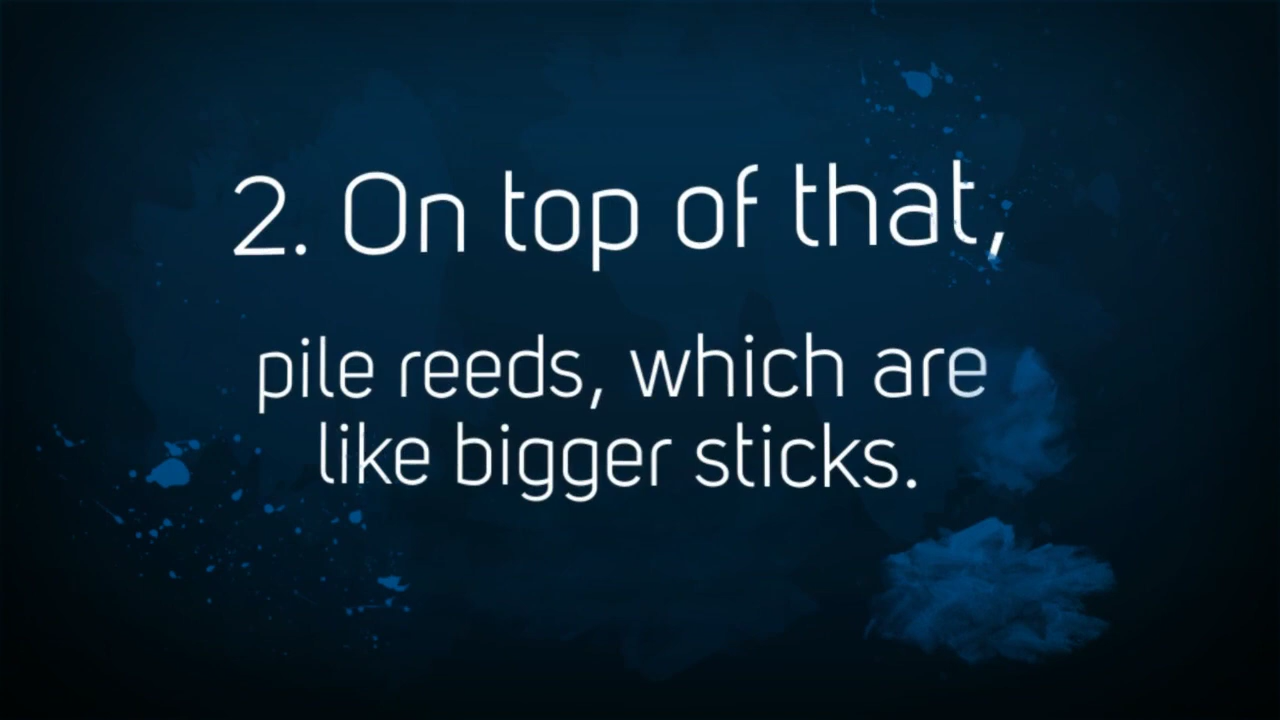 2. On top of that,
pile reeds, which are
like bigger sticks.